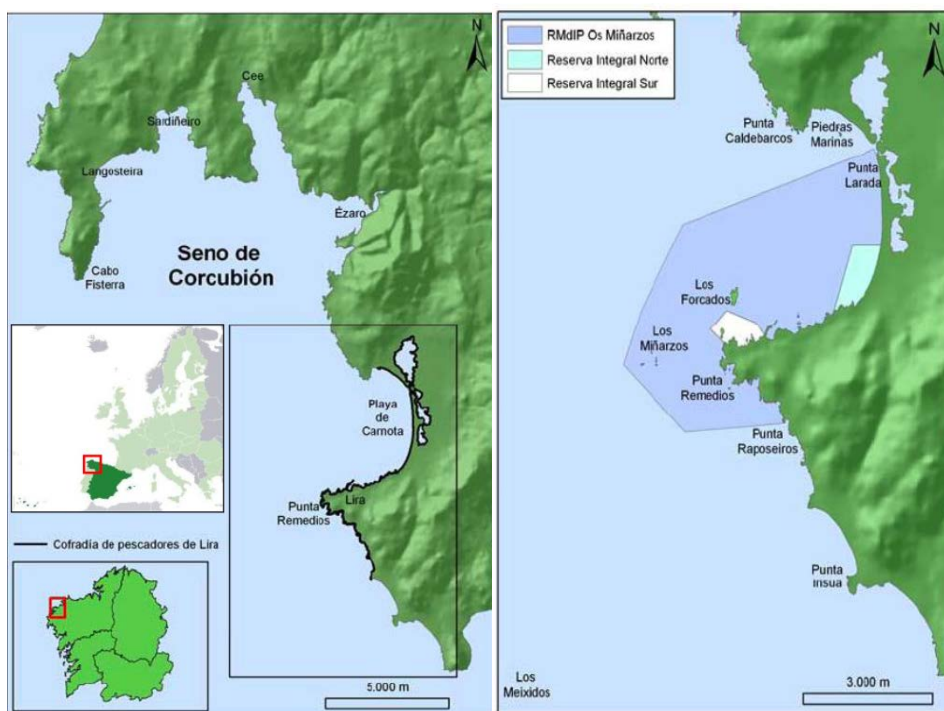 N
Cee
Sardiñeiro
Langosteira
Ézaro
Seno de
Corcubión
Cabo
Fisterra
Playa
de
Carnota
Lira
Punta
Remedios
Cofradía de pescadores de Lira
5.000 m
RMdIP Os Miñarzos
Reserva Integral Norte
Reserva Integral Sur
N
Punta
Caldebarcos
Piedras
Marinas
Punta
Larada
Los
Forcados
Los
Miñarzos
Punta
Remedios
Punta
Raposeiros
Punta
Insua
Los
Meixidos
3.000 m